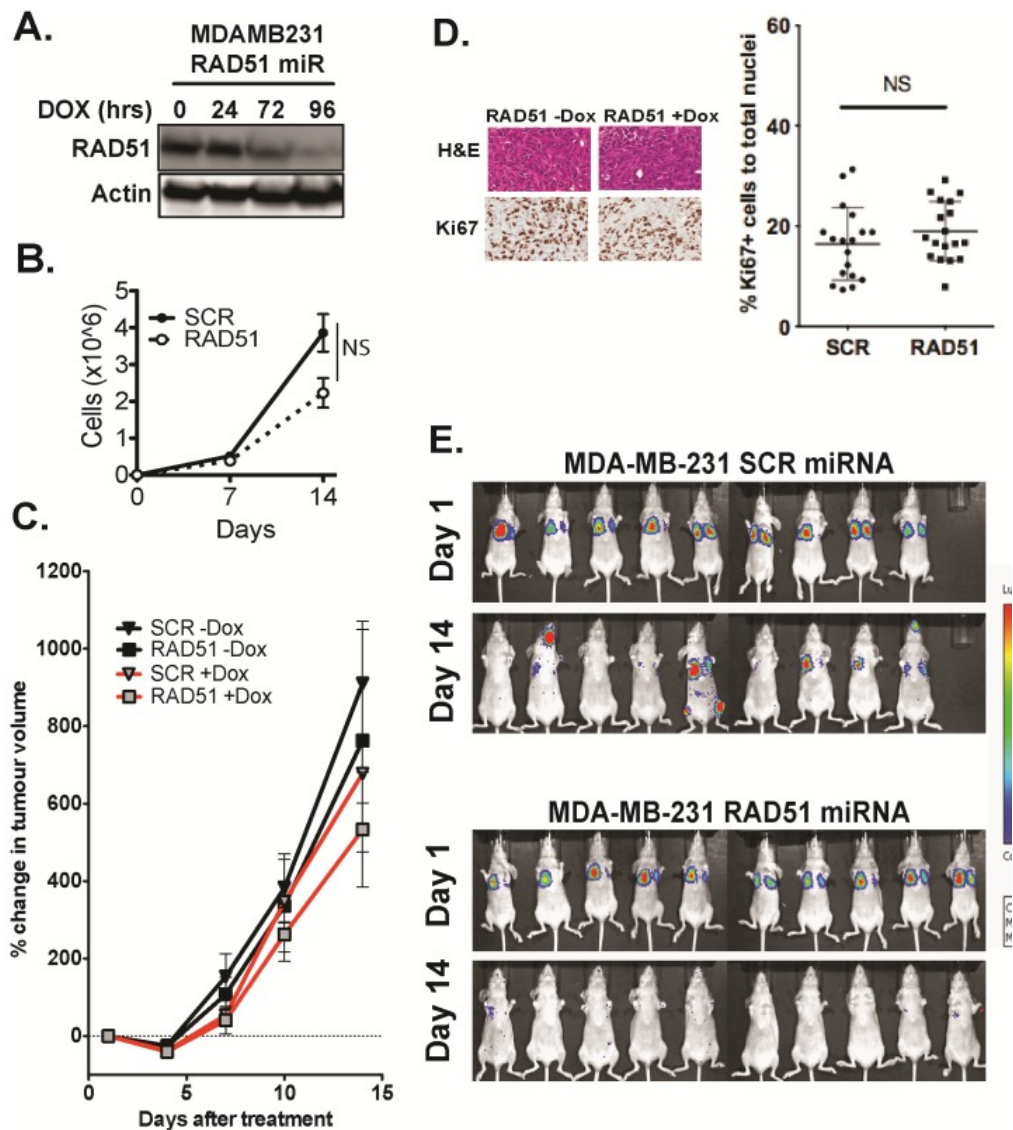 A.
MDAMB231
RAD51 miR
DOX (hrs) 0 24 72 96
RAD51
Actin
B.
Cells (x10^6)
5
4
3
2
1
0
SCR
RAD51
NS
0 7 14
Days
C.
% change in tumour volume
1200
1000
800
600
400
200
0
SCR -Dox
RAD51 -Dox
SCR +Dox
RAD51 +Dox
0 5 10 15
Days after treatment
D.
RAD51 -Dox RAD51 +Dox
H&E
Ki67
% Ki67+ cells to total nuclei
60
40
20
0
NS
SCR RAD51
E.
MDA-MB-231 SCR miRNA
Day 1
Day 14
MDA-MB-231 RAD51 miRNA
Day 1
Day 14
Lu
Co
C
M
M